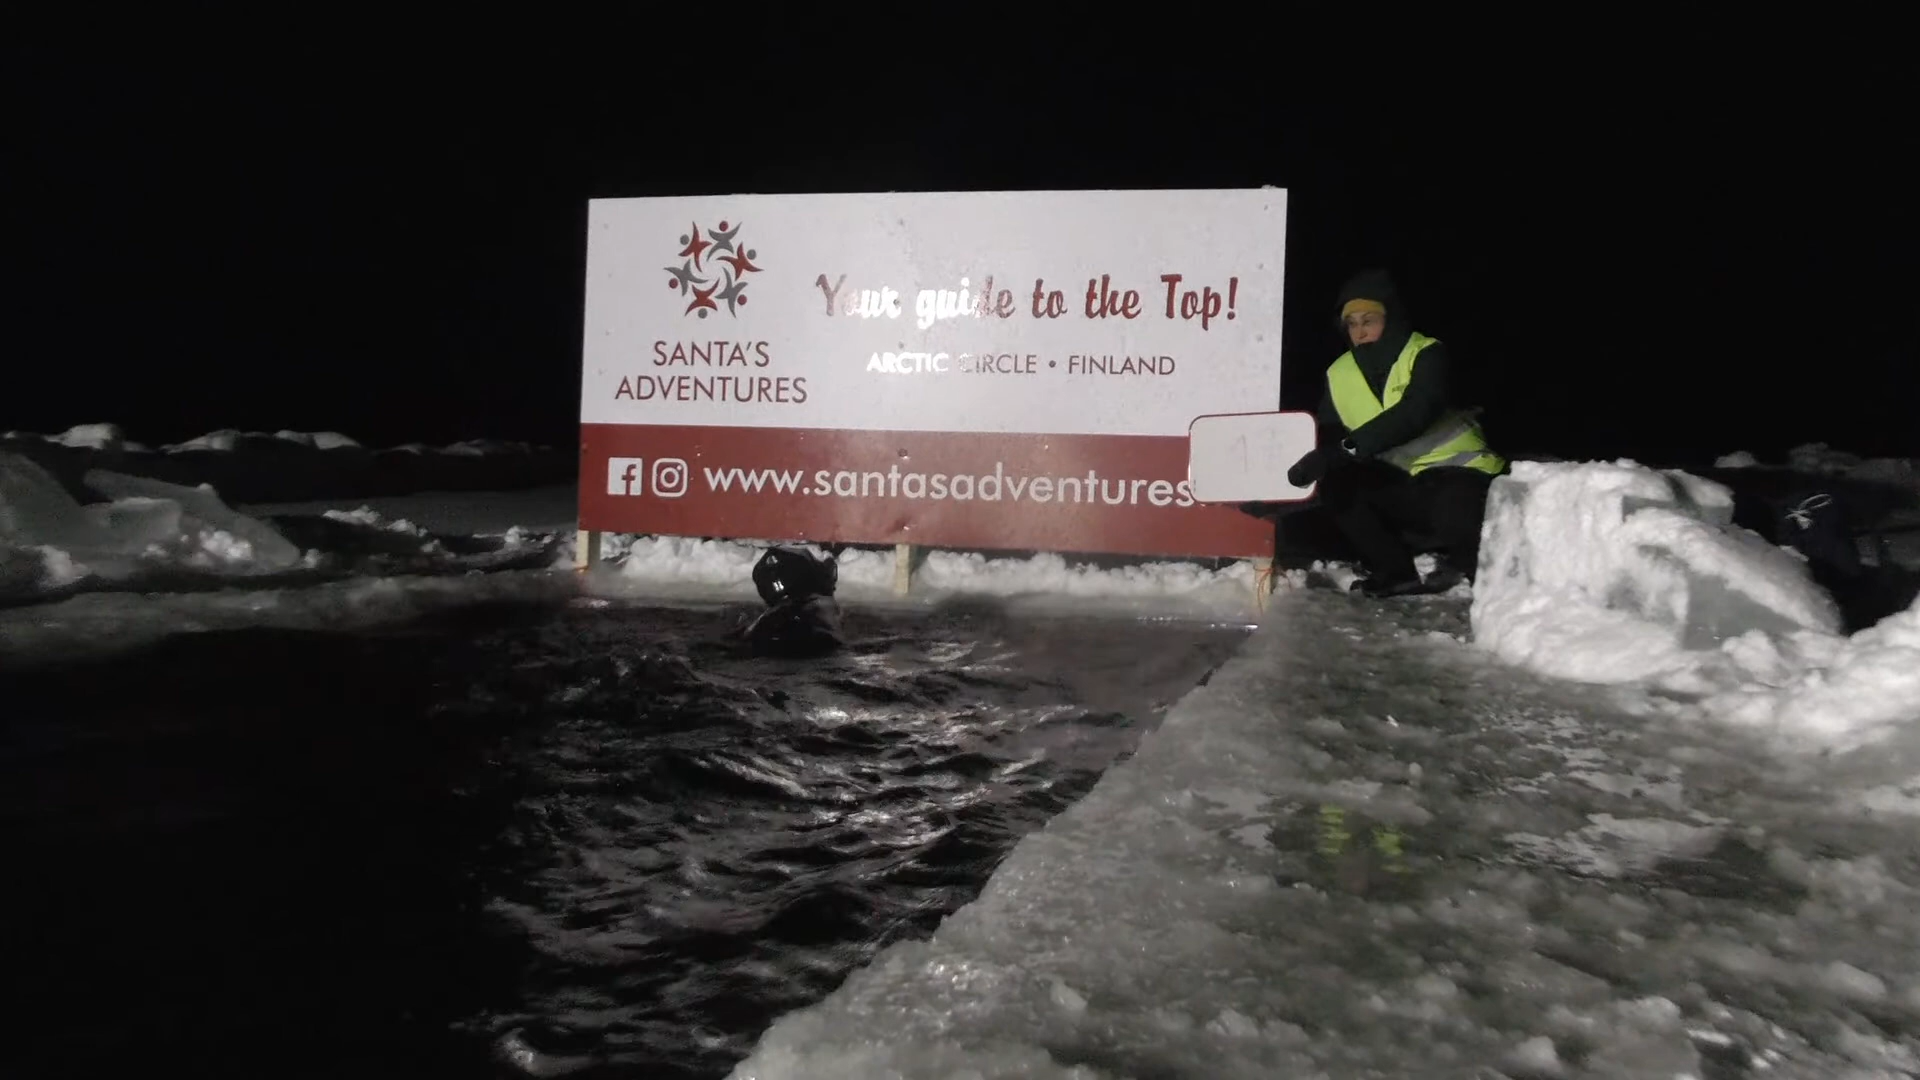 Your guide to the Top!
SANTA'S
ADVENTURES
ARCTIC CIRCLE • FINLAND
www.santasadventures